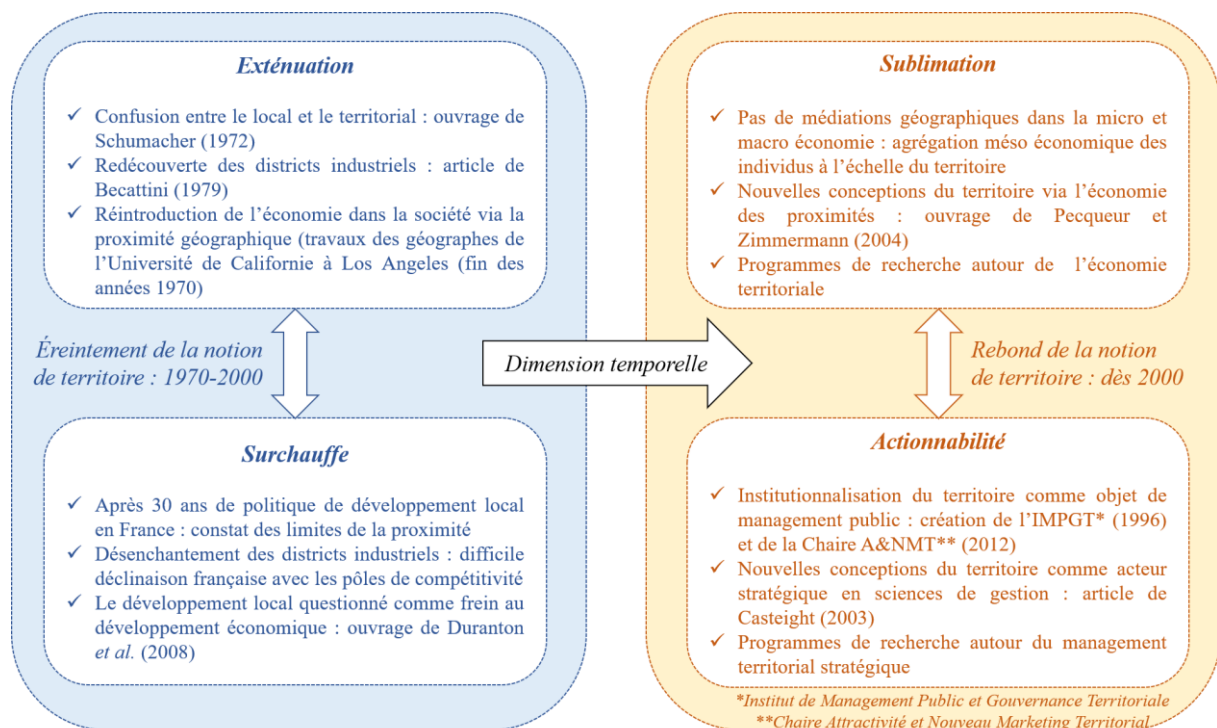 Exténuation
✓ Confusion entre le local et le territorial : ouvrage de
Schumacher (1972)
✓ Redécouverte des districts industriels : article de
Becattini (1979)
✓ Réintroduction de l’économie dans la société via la
proximité géographique (travaux des géographes de
l’Université de Californie à Los Angeles (fin des
années 1970)
Éreintement de la notion
de territoire : 1970-2000
Surchauffe
✓ Après 30 ans de politique de développement local
en France : constat des limites de la proximité
✓ Désenchantement des districts industriels : difficile
déclinaison française avec les pôles de compétitivité
✓ Le développement local questionné comme frein au
développement économique : ouvrage de Duranton
et al. (2008)
Dimension temporelle
Sublimation
✓ Pas de médiations géographiques dans la micro et
macro économie : agrégation méso économique des
individus à l’échelle du territoire
✓ Nouvelles conceptions du territoire via l’économie
des proximités : ouvrage de Pecqueur et
Zimmermann (2004)
✓ Programmes de recherche autour de l’économie
territoriale
Rebond de la notion
de territoire : dès 2000
Actionnabilité
✓ Institutionnalisation du territoire comme objet de
management public : création de l’IMPGT* (1996)
et de la Chaire A&NMT** (2012)
✓ Nouvelles conceptions du territoire comme acteur
stratégique en sciences de gestion : article de
Casteight (2003)
✓ Programmes de recherche autour du management
territorial stratégique
*Institut de Management Public et Gouvernance Territoriale
**Chaire Attractivité et Nouveau Marketing Territorial